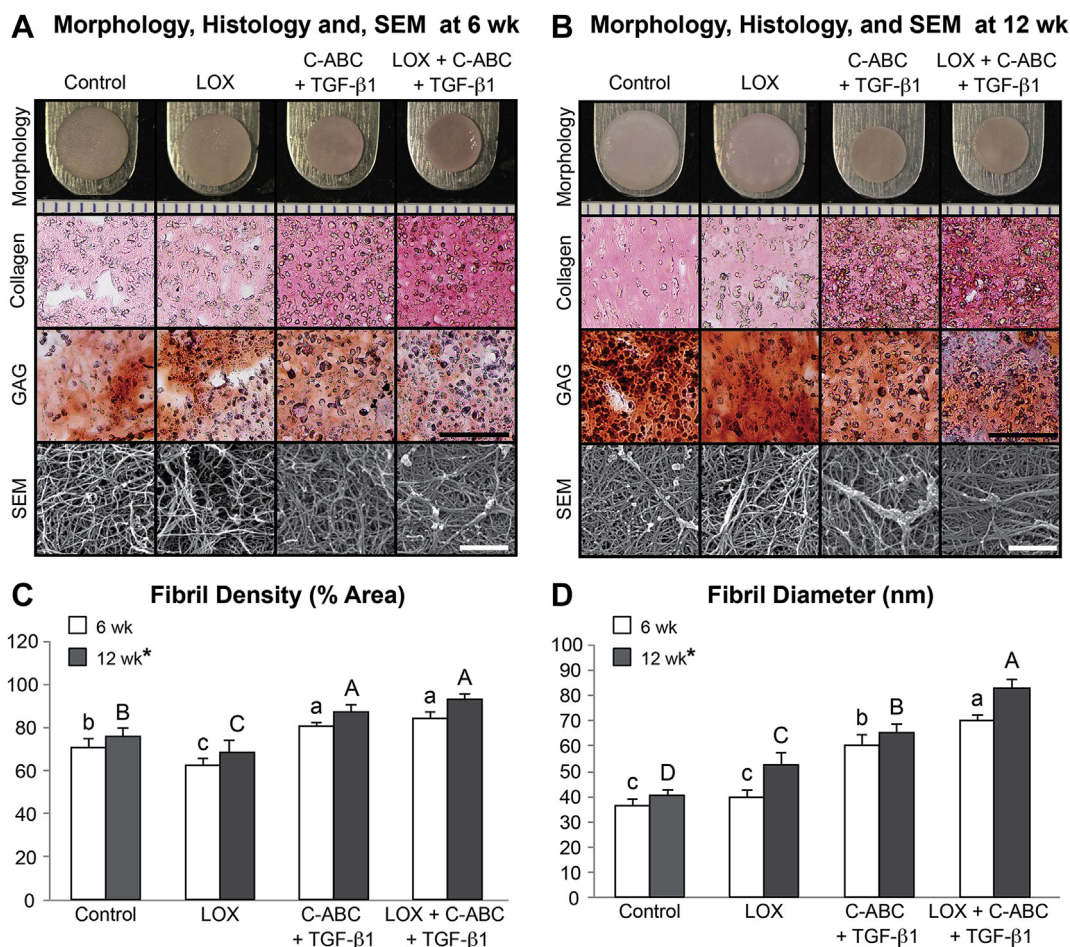 A Morphology, Histology and, SEM at 6 wk
Control
LOX
C-ABC
+ TGF-β1
LOX + C-ABC
+ TGF-β1
Morphology
Collagen
GAG
SEM
B Morphology, Histology, and SEM at 12 wk
Control
LOX
C-ABC
+ TGF-β1
LOX + C-ABC
+ TGF-β1
Morphology
Collagen
GAG
SEM
C Fibril Density (% Area)
6 wk
12 wk*
120
100
80
60
40
20
0
b B
c C
a A
a A
Control
LOX
C-ABC
+ TGF-β1
LOX + C-ABC
+ TGF-β1
D Fibril Diameter (nm)
6 wk
12 wk*
100
90
80
70
60
50
40
30
20
10
0
c D
c C
b B
a A
Control
LOX
C-ABC
+ TGF-β1
LOX + C-ABC
+ TGF-β1